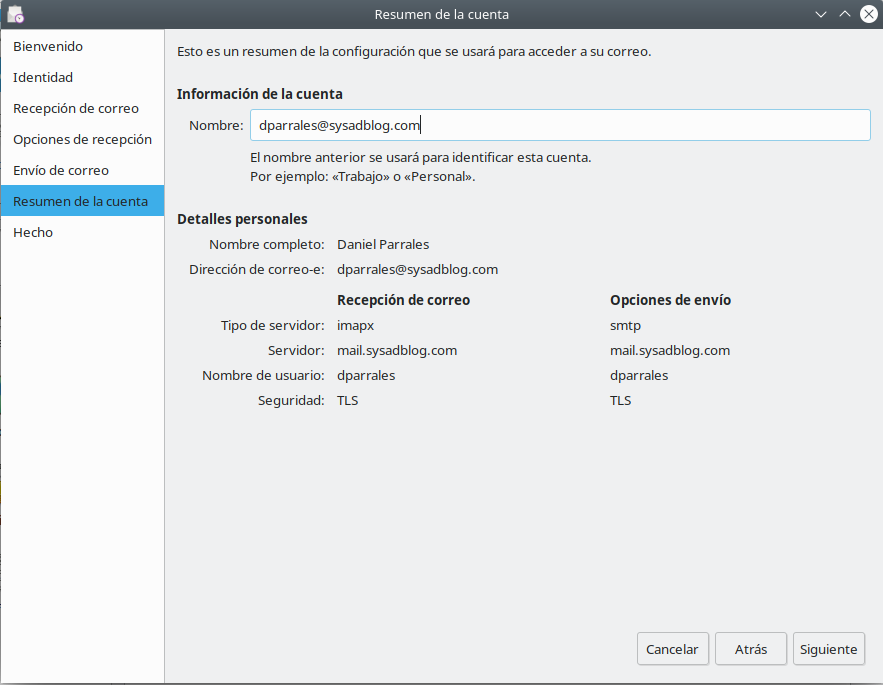 Resumen de la cuenta
Bienvenido
Identidad
Recepción de correo
Opciones de recepción
Envío de correo
Resumen de la cuenta
Hecho
Esto es un resumen de la configuración que se usará para acceder a su correo.
Información de la cuenta
Nombre: dparrales@sysadblog.com
El nombre anterior se usará para identificar esta cuenta.
Por ejemplo: «Trabajo» o «Personal».
Detalles personales
Nombre completo: Daniel Parrales
Dirección de correo-e: dparrales@sysadblog.com
Recepción de correo Opciones de envío
Tipo de servidor: imapx smtp
Servidor: mail.sysadblog.com mail.sysadblog.com
Nombre de usuario: dparrales dparrales
Seguridad: TLS TLS
Cancelar Atrás Siguiente